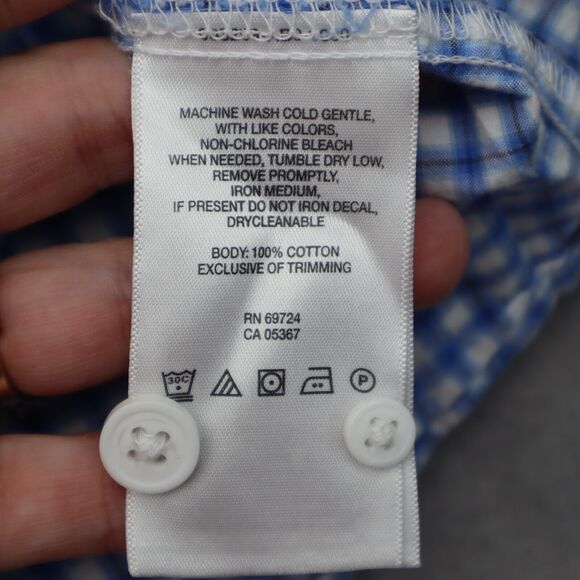 MACHINE WASH COLD GENTLE,
WITH LIKE COLORS,
NON-CHLORINE BLEACH
WHEN NEEDED, TUMBLE DRY LOW,
REMOVE PROMPTLY,
IRON MEDIUM,
IF PRESENT DO NOT IRON DECAL,
DRYCLEANABLE
BODY: 100% COTTON
EXCLUSIVE OF TRIMMING
RN 69724
CA 05367
30C P